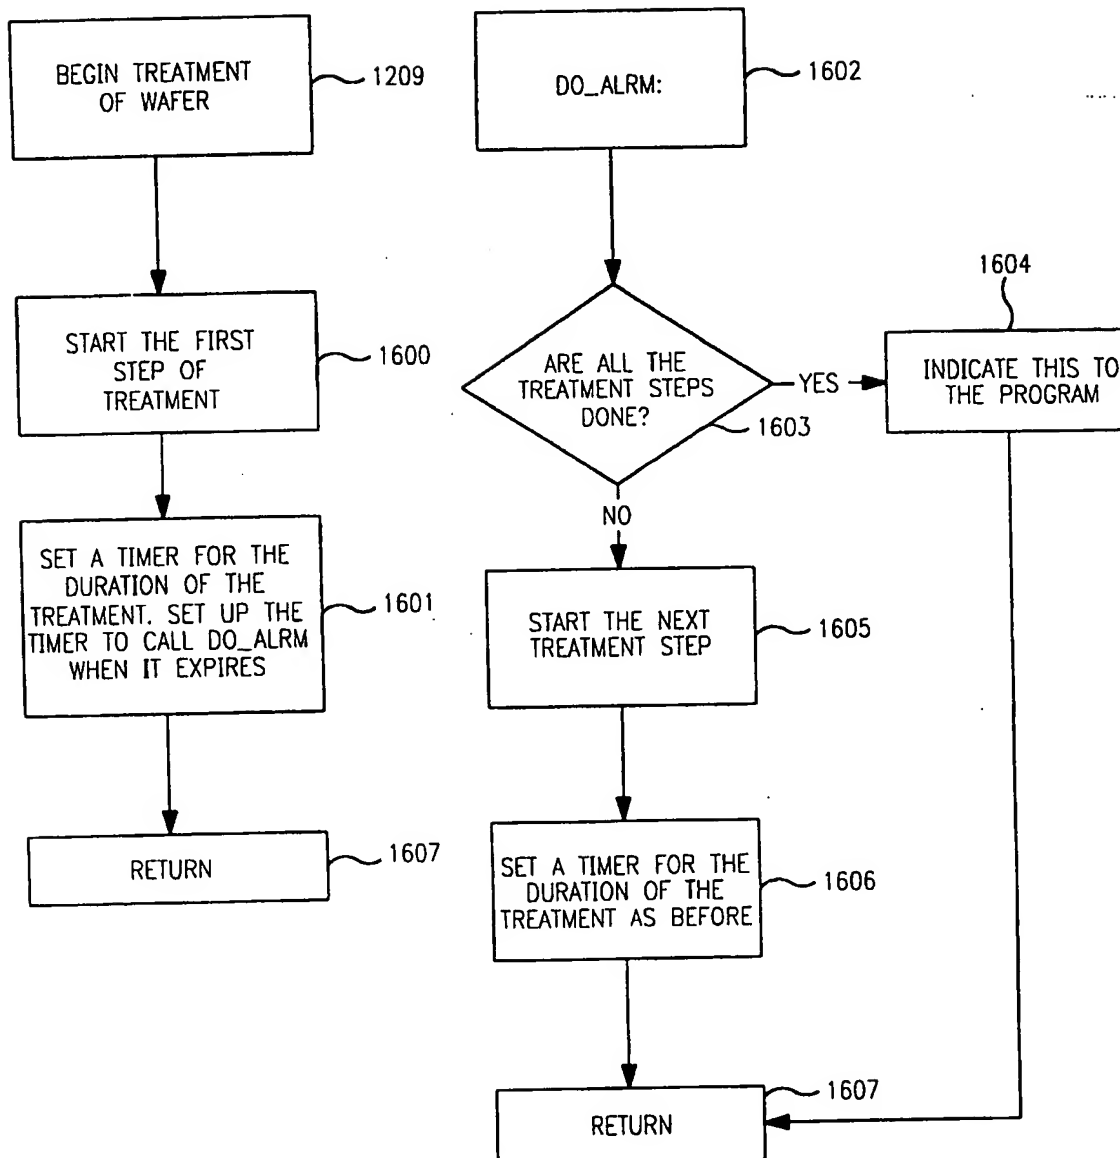 BEGIN TREATMENT
OF WAFER
1209
START THE FIRST
STEP OF
TREATMENT
1600
SET A TIMER FOR THE
DURATION OF THE
TREATMENT. SET UP THE
TIMER TO CALL DO_ALRM
WHEN IT EXPIRES
1601
RETURN
1607
DO_ALRM:
1602
ARE ALL THE
TREATMENT STEPS
DONE?
1603
YES
1604
INDICATE THIS TO
THE PROGRAM
NO
START THE NEXT
TREATMENT STEP
1605
SET A TIMER FOR THE
DURATION OF THE
TREATMENT AS BEFORE
1606
RETURN
1607